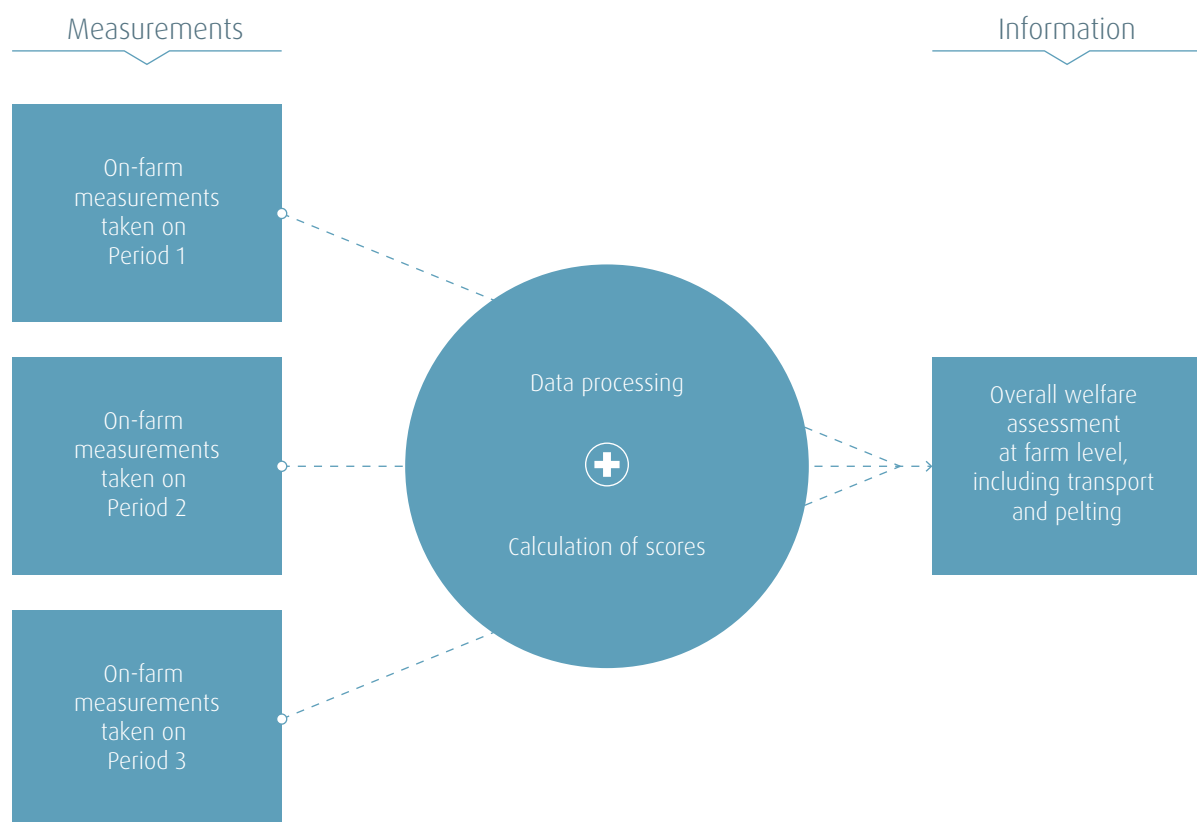 Measurements
Information
On-farm
measurements
taken on
Period 1
On-farm
measurements
taken on
Period 2
On-farm
measurements
taken on
Period 3
Data processing
Calculation of scores
Overall welfare
assessment
at farm level,
including transport
and pelting